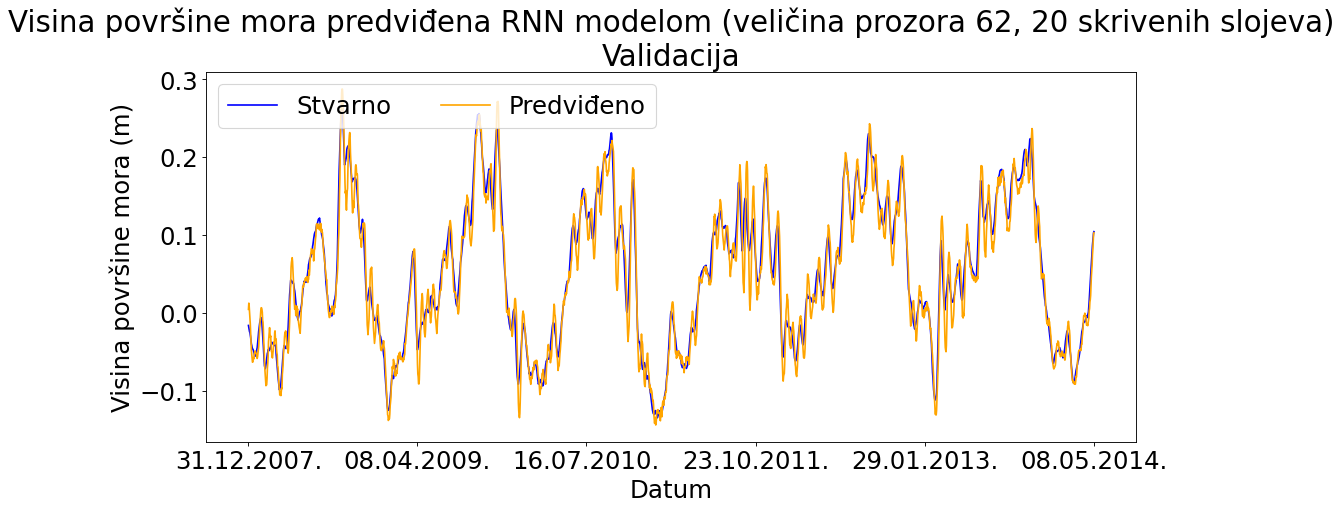 Visina površine mora predviđena RNN modelom (veličina prozora 62, 20 skrivenih slojeva)
Validacija
Stvarno Predviđeno
Visina površine mora (m)
0.3
0.2
0.1
0.0
−0.1
31.12.2007. 08.04.2009. 16.07.2010. 23.10.2011. 29.01.2013. 08.05.2014.
Datum